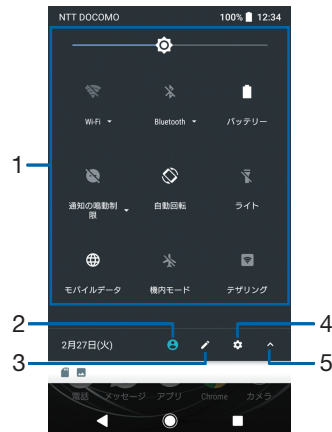 NTT DOCOMO 100% 12:34
1
Wi-Fi Bluetooth バッテリー
通知の鳴動制
限 自動回転 ライト
モバイルデータ 機内モード テザリング
2 4
2月27日(火)
3 5
電話 メッセージ アプリ Chrome カメラ